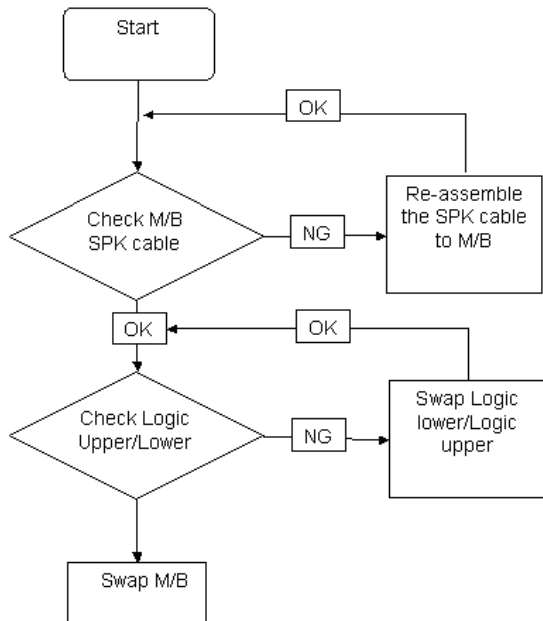 Start
OK
Check M/B
SPK cable
NG
Re-assemble
the SPK cable
to M/B
OK
OK
Check Logic
Upper/Lower
NG
Swap Logic
lower/Logic
upper
Swap M/B